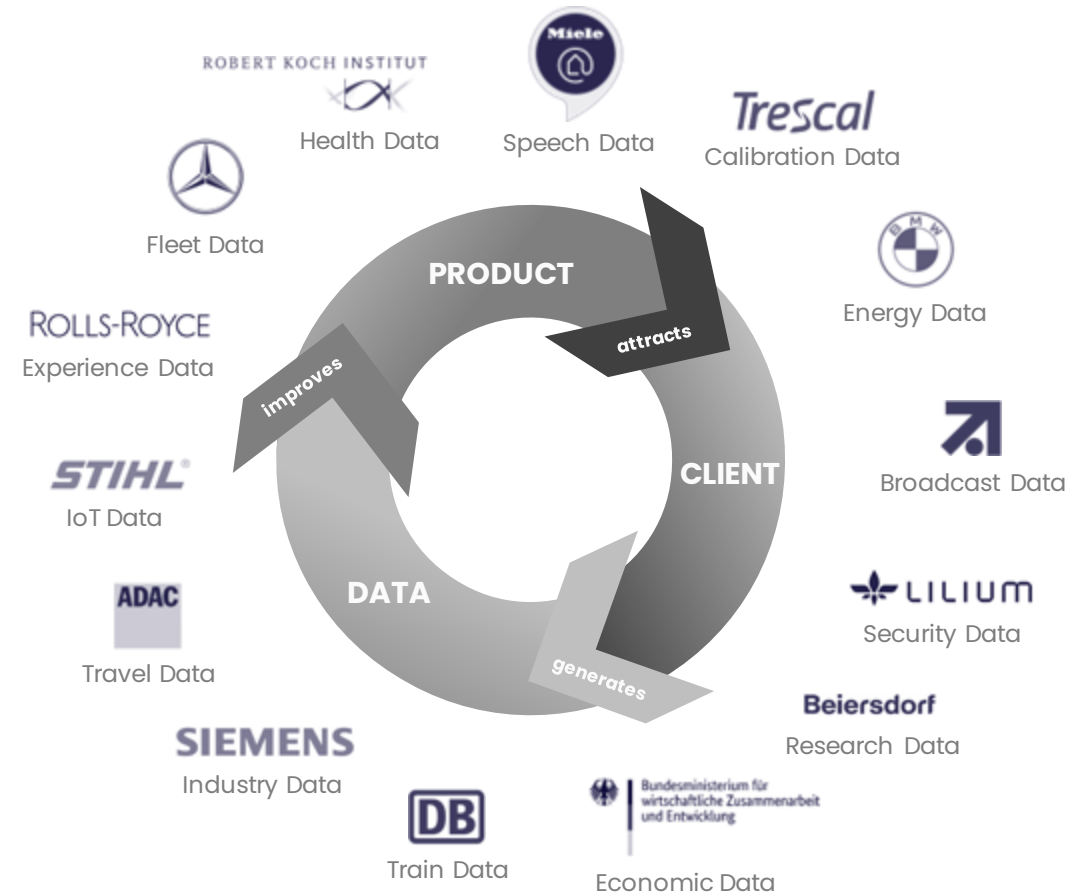 Miele
ROBERT KOCH INSTITUT
Health Data
Speech Data
Trescal
Calibration Data
Fleet Data
BMW
Energy Data
ROLLS-ROYCE
Experience Data
PRODUCT
attracts
improves
CLIENT
STIHL®
IoT Data
Broadcast Data
ADAC
Travel Data
DATA
generates
LILIUM
Security Data
Beiersdorf
Research Data
SIEMENS
Industry Data
DB
Train Data
Bundesministerium für
wirtschaftliche Zusammenarbeit
und Entwicklung
Economic Data